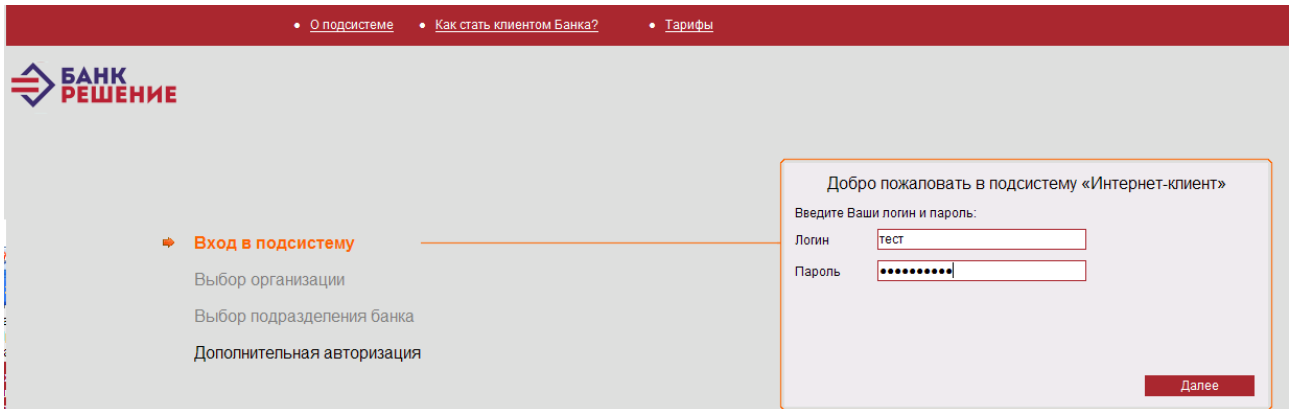 О подсистеме Как стать клиентом Банка? Тарифы
БАНК
РЕШЕНИЕ
Добро пожаловать в подсистему «Интернет-клиент»
Введите Ваши логин и пароль:
Логин тест
Пароль ••••••••••
Вход в подсистему
Выбор организации
Выбор подразделения банка
Дополнительная авторизация
Далее